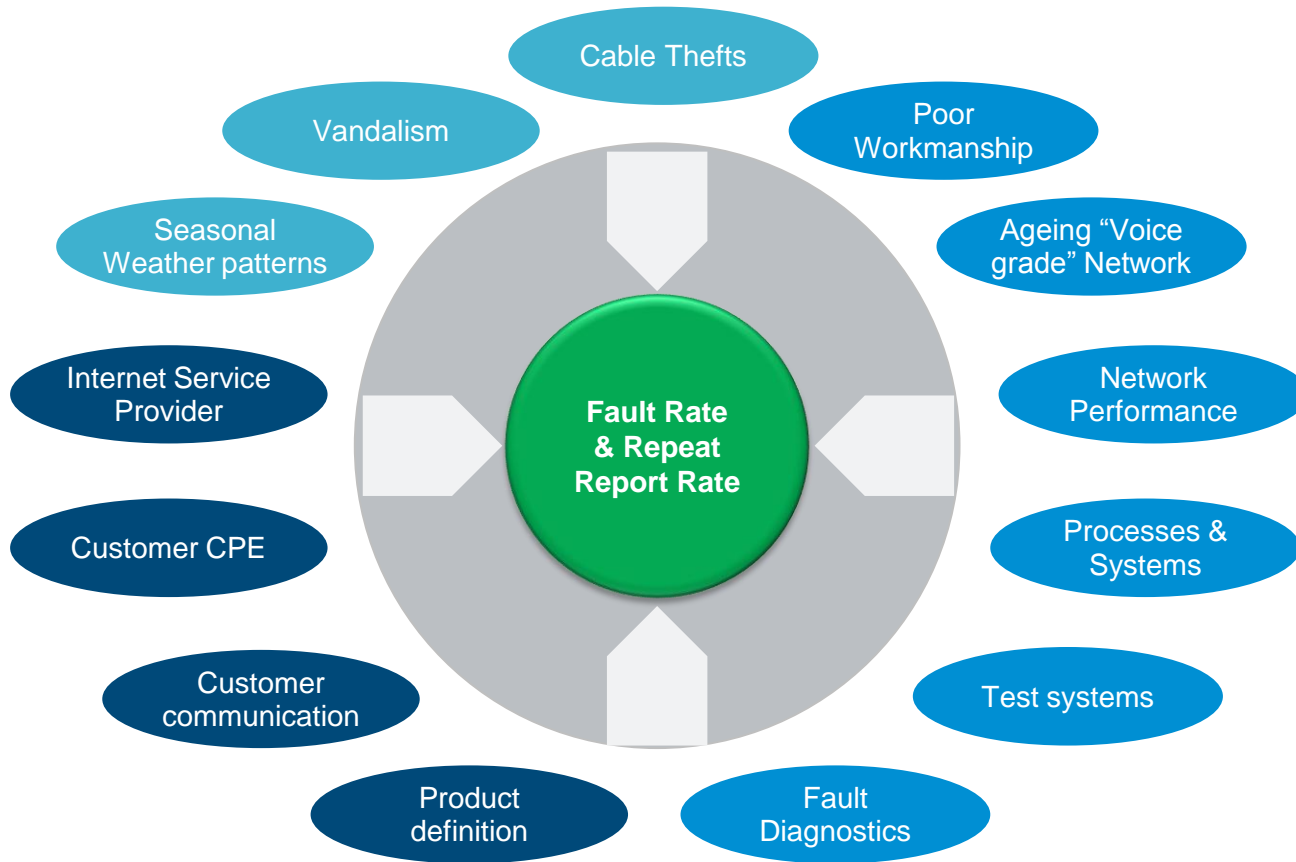 Cable Thefts
Vandalism
Poor
Workmanship
Seasonal
Weather patterns
Ageing “Voice
grade” Network
Internet Service
Provider
Network
Performance
Fault Rate
& Repeat
Report Rate
Customer CPE
Processes &
Systems
Customer
communication
Test systems
Product
definition
Fault
Diagnostics